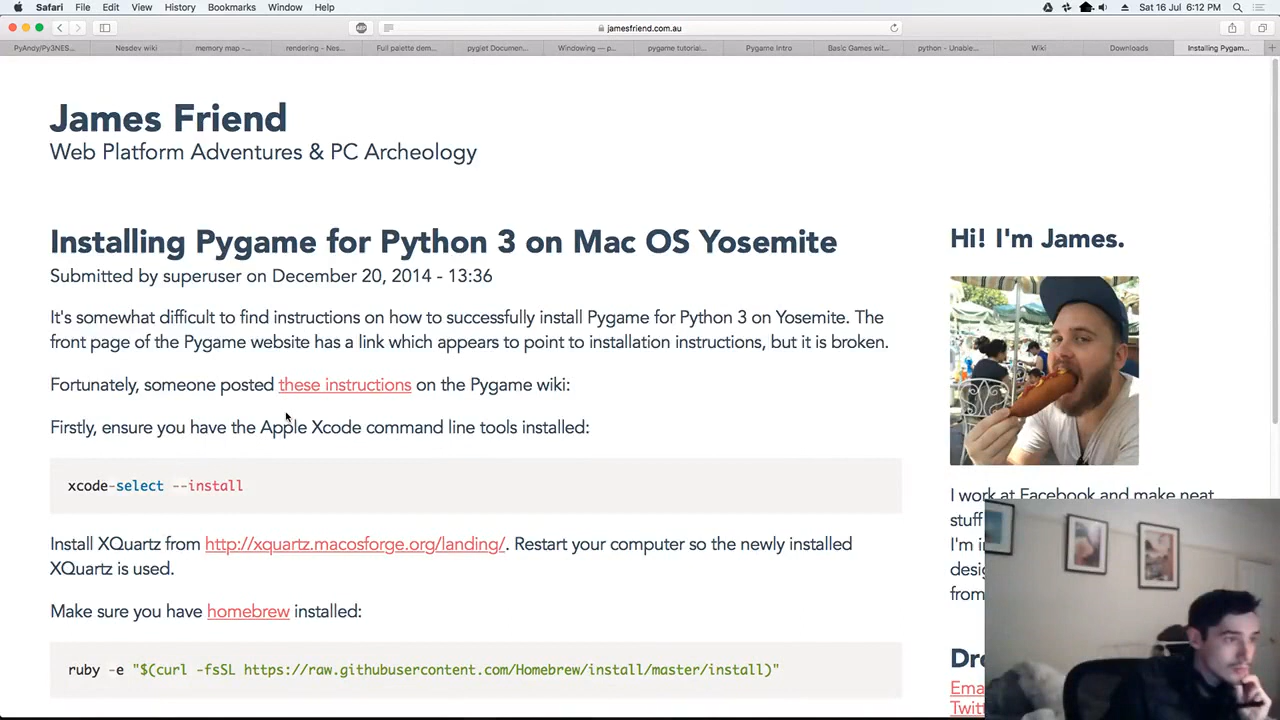 Safari File Edit View History Bookmarks Window Help Sat 16 Jul 6:12 PM
jamesfriend.com.au
PyAndy/Py3NES... Nesdev wiki memory map -... rendering - Nes... Full palette dem... pyglet Documen... Windowing — p... pygame tutorial... Pygame Intro Basic Games wit... python - Unable... Wiki Downloads Installing Pygam...
James Friend
Web Platform Adventures & PC Archeology
Installing Pygame for Python 3 on Mac OS Yosemite
Submitted by superuser on December 20, 2014 - 13:36
It's somewhat difficult to find instructions on how to successfully install Pygame for Python 3 on Yosemite. The
front page of the Pygame website has a link which appears to point to installation instructions, but it is broken.
Fortunately, someone posted these instructions on the Pygame wiki:
Firstly, ensure you have the Apple Xcode command line tools installed:
xcode-select --install
Install XQuartz from http://xquartz.macosforge.org/landing/. Restart your computer so the newly installed
XQuartz is used.
Make sure you have homebrew installed:
ruby -e "$(curl -fsSL https://raw.githubusercontent.com/Homebrew/install/master/install)"
Hi! I'm James.
I work at Facebook and make neat
stuff
I'm i
desi
from
Dr
Ema
Twitt